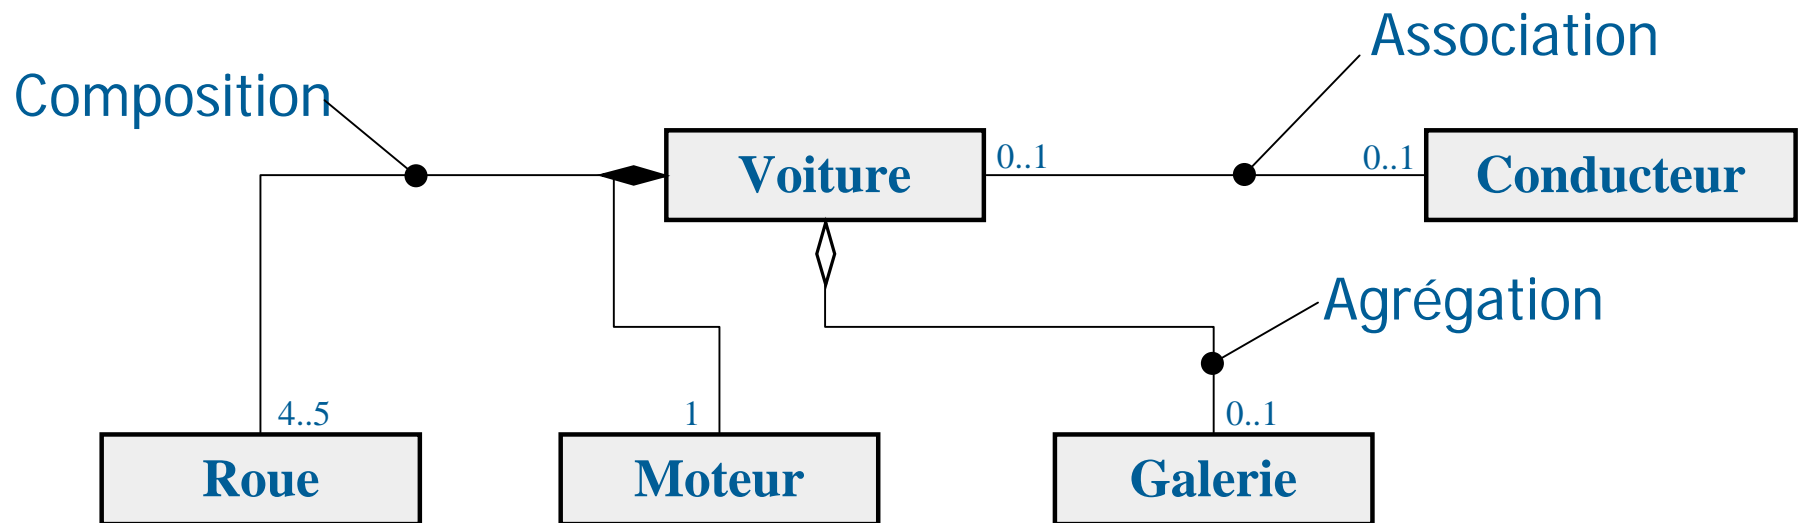 Association
Composition
Voiture
0..1
0..1
Conducteur
Agrégation
4..5
1
0..1
Roue
Moteur
Galerie